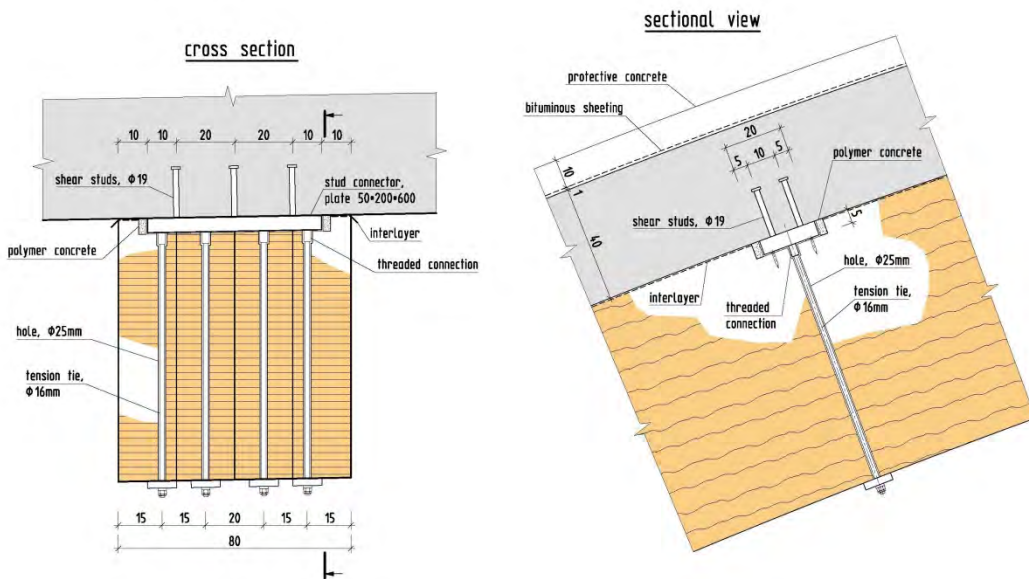 cross section
10 10 20 20 10 10
shear studs, Φ19
stud connector,
plate 50*200*600
polymer concrete
interlayer
threaded connection
hole, Φ25mm
tension tie,
Φ16mm
15 15 20 15 15
80
sectional view
protective concrete
bituminous sheeting
20
5 10 5
polymer concrete
10
1
40
shear studs, Φ19
5
interlayer
threaded
connection
hole, Φ25mm
tension tie,
Φ16mm